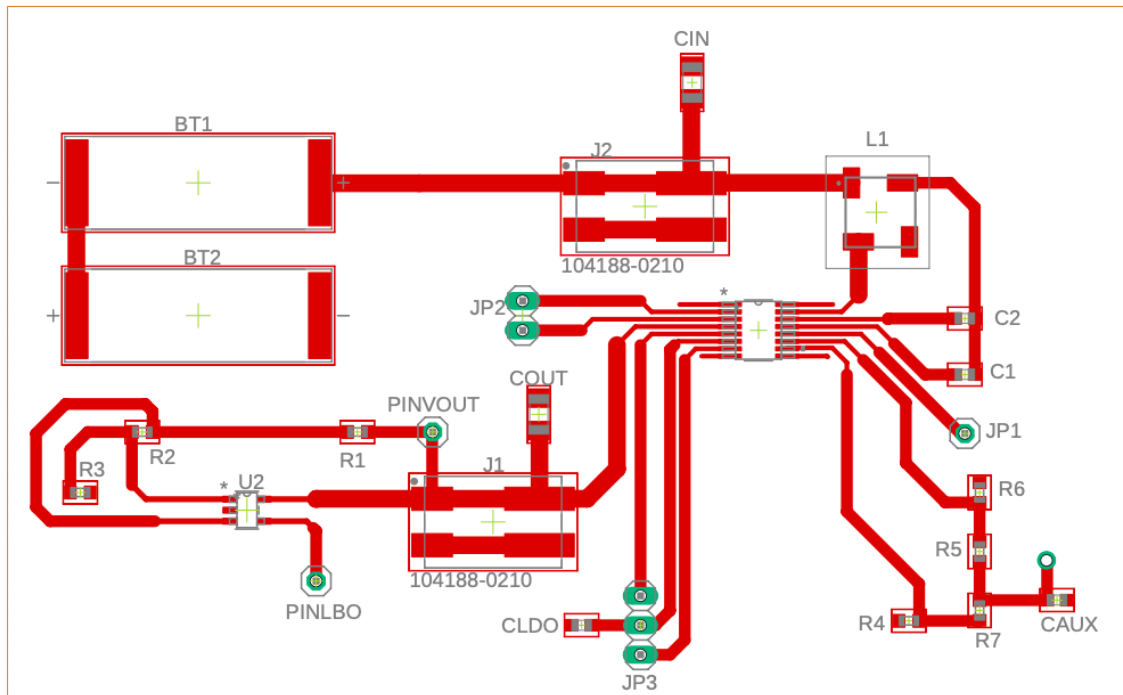 CIN
BT1
J2
L1
- +
104188-0210
BT2
+ -
JP2
*
C2
COUT
C1
PINVOUT
JP1
R2
R1
J1
R3
* U2
R6
R5
104188-0210
PINLBO
CLDO
R4
R7
CAUX
JP3